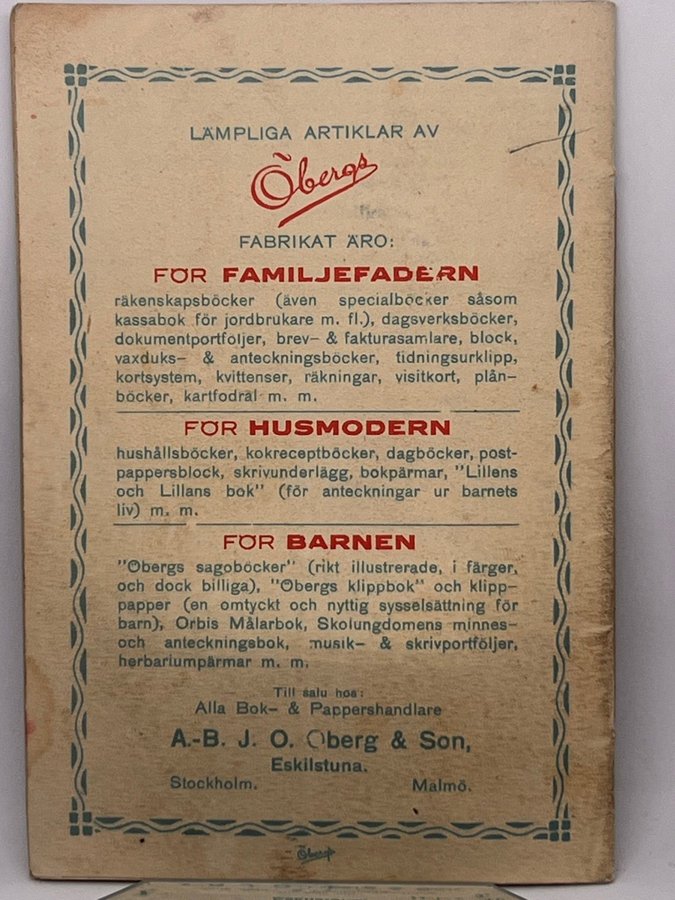 LÄMPLIGA ARTIKLAR AV
Öbergs
FABRIKAT ÄRO:
FÖR FAMILJEFADERN
räkenskapsböcker (även specialböcker såsom
kassabok för jordbrukare m. fl.), dagsverksböcker,
dokumentportföljer, brev- & fakturasamlare, block,
vaxduks- & anteckningsböcker, tidningsurklipp,
kortsystem, kvittenser, räkningar, visitkort, plån-
böcker, kartfodral m. m.
FÖR HUSMODERN
hushållsböcker, kokreceptböcker, dagböcker, post-
pappersblock, skrivunderlägg, bokpärmar, "Lillens
och Lillans bok" (för anteckningar ur barnets
liv) m. m.
FÖR BARNEN
"Öbergs sagoböcker" (rikt illustrerade, i färger,
och dock billiga), "Öbergs klippbok" och klipp-
papper (en omtyckt och nyttig sysselsättning för
barn), Orbis Målarbok, Skolungdomens minnes-
och anteckningsbok, musik- & skrivportföljer,
herbariumpärmar m. m.
Till salu hos:
Alla Bok- & Pappershandlare
A.-B. J. O. Öberg & Son,
Eskilstuna.
Stockholm. Malmö.
Öbergs